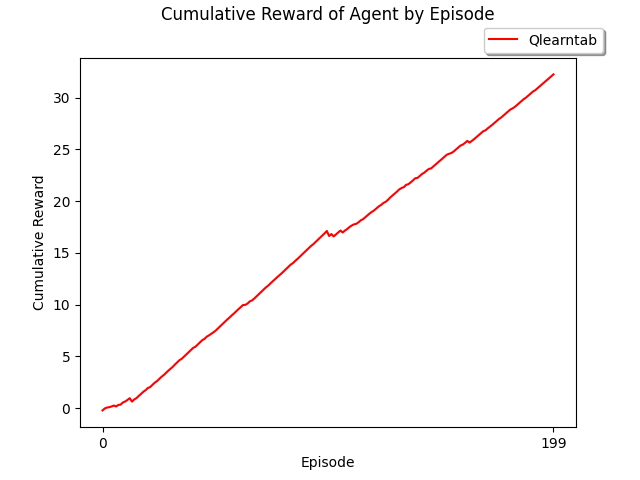 Cumulative Reward of Agent by Episode
Qlearntab
30
25
20
15
10
5
0
Cumulative Reward
0 199
Episode